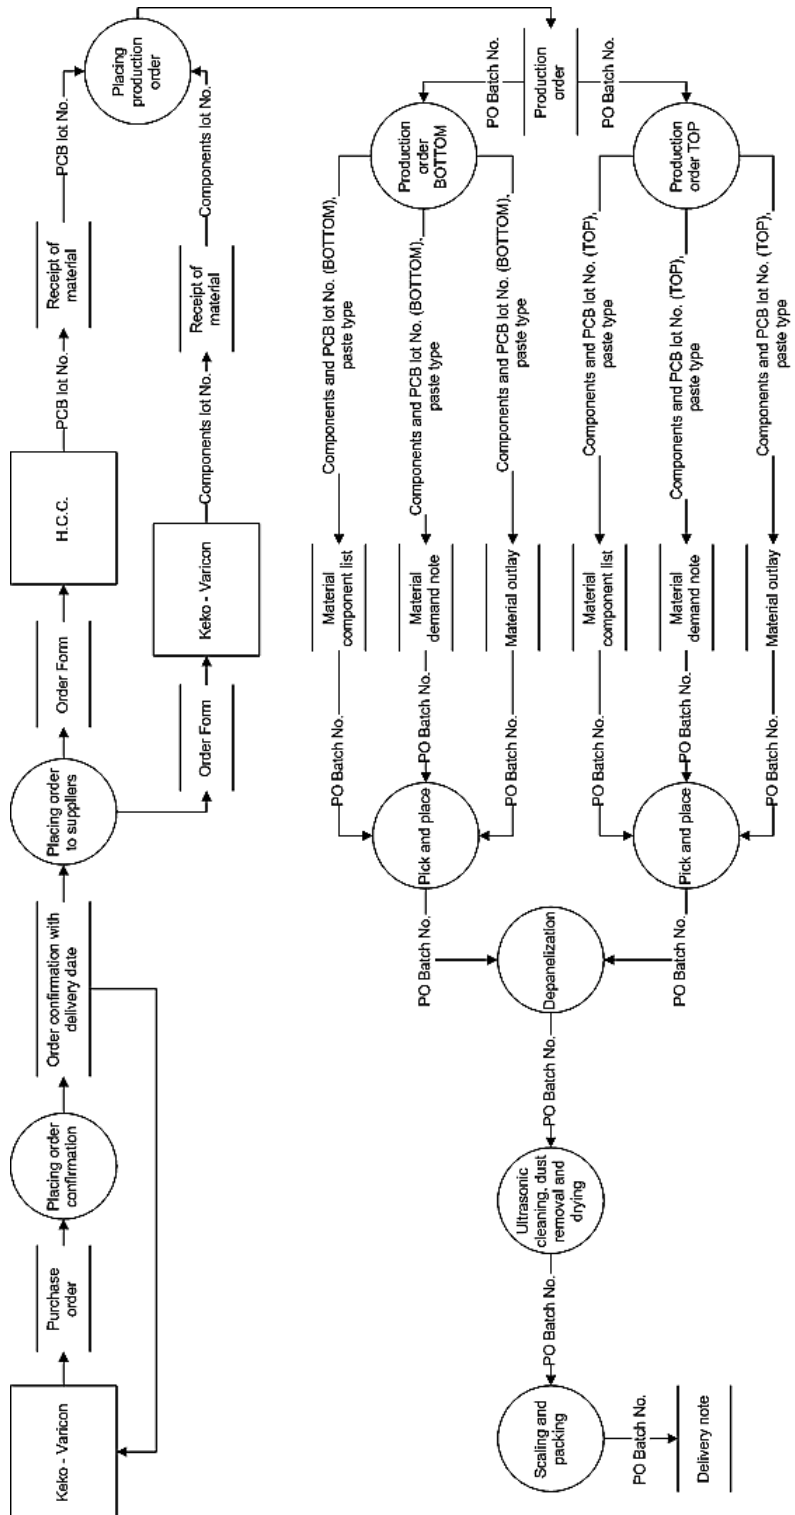 Keko - Varicon
Purchase
order
Placing order
confirmation
Order confirmation with
delivery date
Placing order
to suppliers
Order Form
H.C.C.
PCB lot No.
Receipt of
material
PCB lot No.
Placing
production
order
Order Form
Keko - Varicon
Components lot No.
Receipt of
material
Components lot No.
Production
order
PO Batch No.
PO Batch No.
Production
order
BOTTOM
Components and PCB lot No. (BOTTOM),
paste type
Components and PCB lot No. (BOTTOM),
paste type
Components and PCB lot No. (BOTTOM),
paste type
Material
component list
Material
demand note
Material outlay
PO Batch No.
PO Batch No.
PO Batch No.
Pick and place
PO Batch No.
Production
order TOP
Components and PCB lot No. (TOP),
paste type
Components and PCB lot No. (TOP),
paste type
Components and PCB lot No. (TOP),
paste type
Material
component list
Material
demand note
Material outlay
PO Batch No.
PO Batch No.
PO Batch No.
Pick and place
PO Batch No.
Depanelization
PO Batch No.
Ultrasonic
cleaning, dust
removal and
drying
PO Batch No.
Scaling and
packing
PO Batch No.
Delivery note